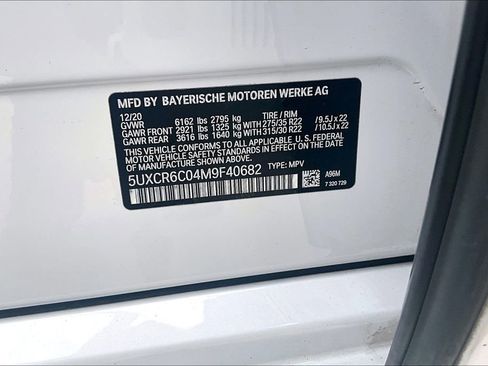 MFD BY BAYERISCHE MOTOREN WERKE AG
12/20 TIRE / RIM
GVWR 6162 lbs 2795 kg
GAWR FRONT 2921 lbs 1325 kg WITH 275/35 R22 /9.5J x 22
GAWR REAR 3616 lbs 1640 kg WITH 315/30 R22 /10.5J x 22
THIS VEHICLE CONFORMS TO ALL APPLICABLE U.S. FEDERAL MOTOR
VEHICLE SAFETY STANDARDS IN EFFECT ON THE DATE OF MANUFACTURE SHOWN ABOVE.
5UXCR6C04M9F40682 TYPE: MPV
A96M
7 320 729